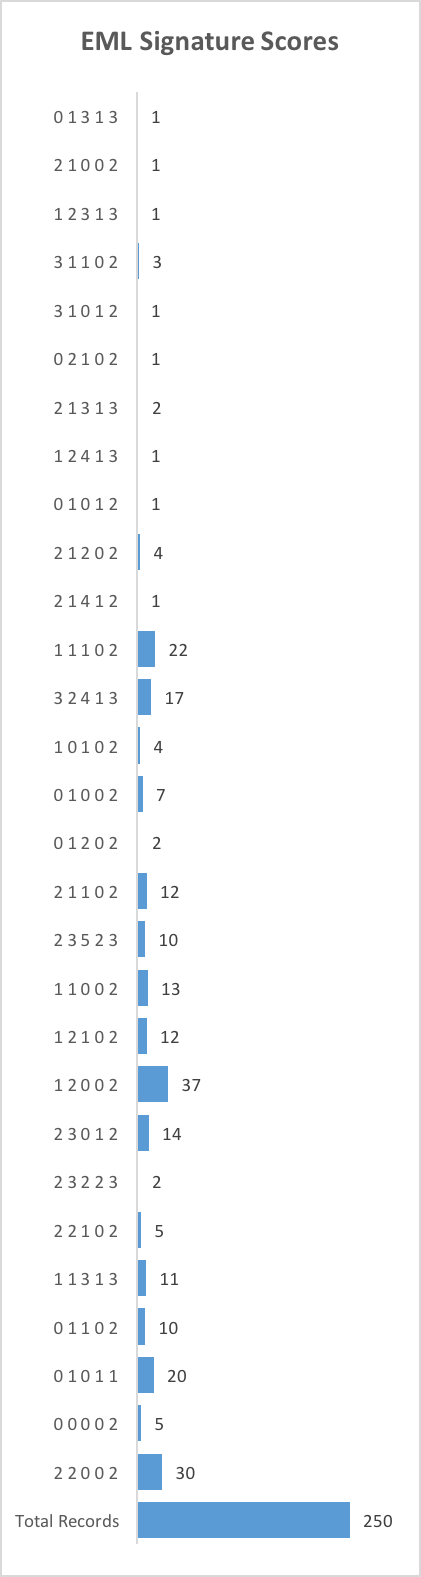 EML Signature Scores
0 1 3 1 3 1
2 1 0 0 2 1
1 2 3 1 3 1
3 1 1 0 2 3
3 1 0 1 2 1
0 2 1 0 2 1
2 1 3 1 3 2
1 2 4 1 3 1
0 1 0 1 2 1
2 1 2 0 2 4
2 1 4 1 2 1
1 1 1 0 2 22
3 2 4 1 3 17
1 0 1 0 2 4
0 1 0 0 2 7
0 1 2 0 2 2
2 1 1 0 2 12
2 3 5 2 3 10
1 1 0 0 2 13
1 2 1 0 2 12
1 2 0 0 2 37
2 3 0 1 2 14
2 3 2 2 3 2
2 2 1 0 2 5
1 1 3 1 3 11
0 1 1 0 2 10
0 1 0 1 1 20
0 0 0 0 2 5
2 2 0 0 2 30
Total Records 250